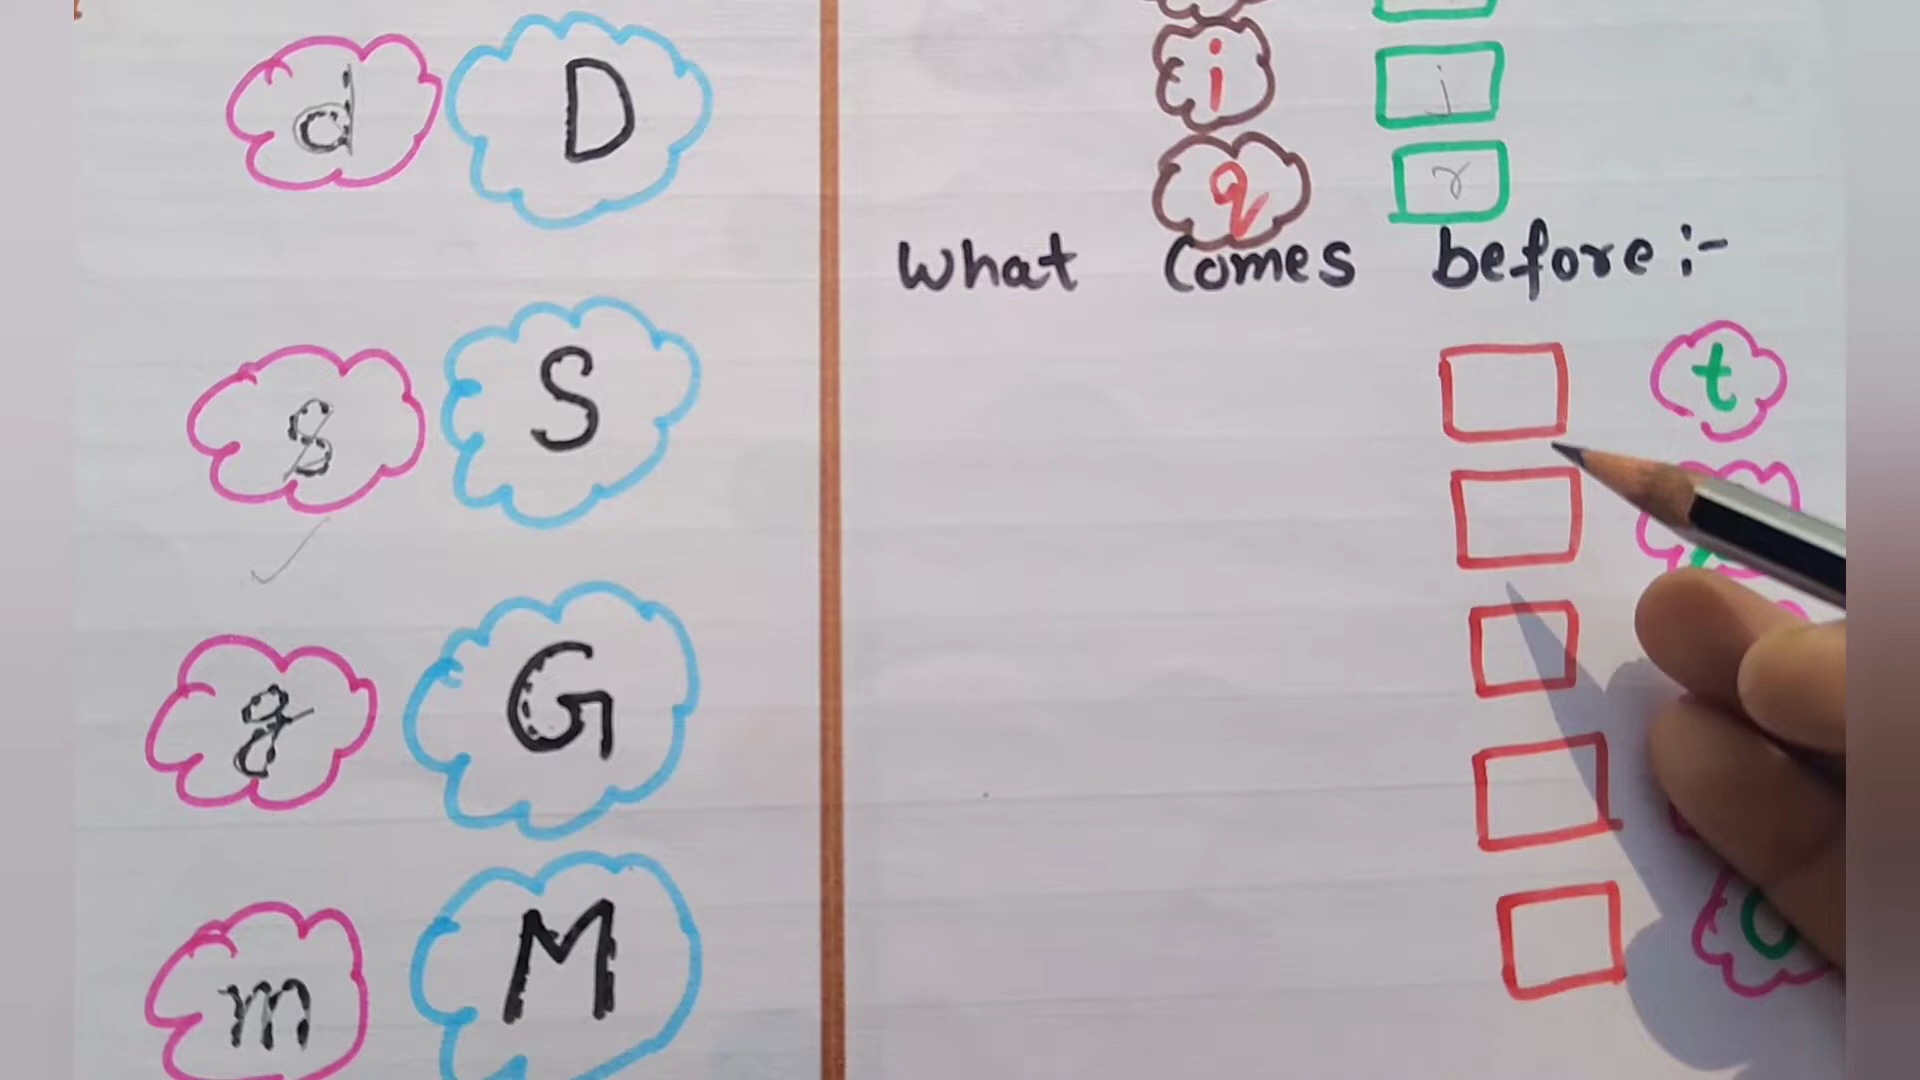 d D
s S
g G
m M
i j
q r
What Comes before :-
t